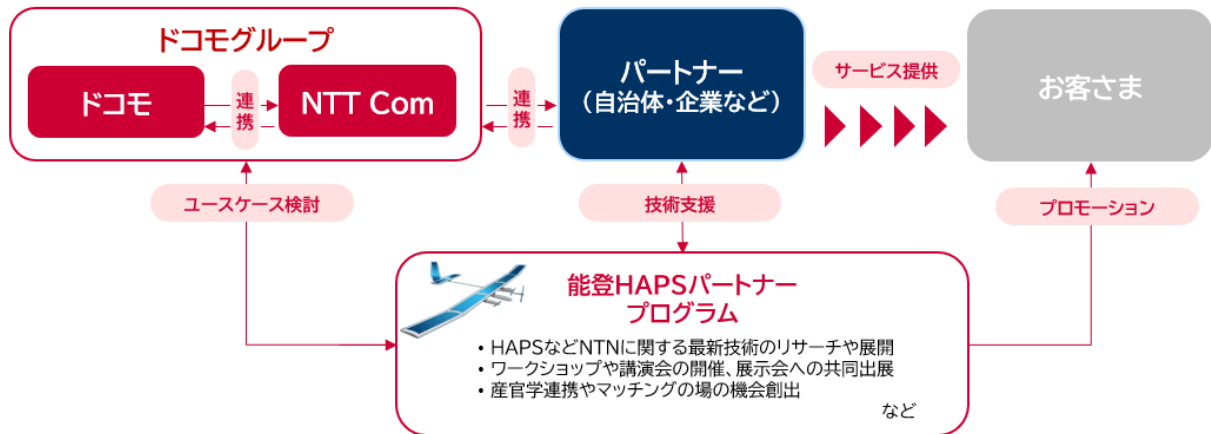 ドコモグループ
ドコモ
連携
NTT Com
連携
パートナー
（自治体・企業など）
サービス提供
お客さま
ユースケース検討
技術支援
プロモーション
能登HAPSパートナー
プログラム
・HAPSなどNTNに関する最新技術のリサーチや展開
・ワークショップや講演会の開催、展示会への共同出展
・産官学連携やマッチングの場の機会創出
など